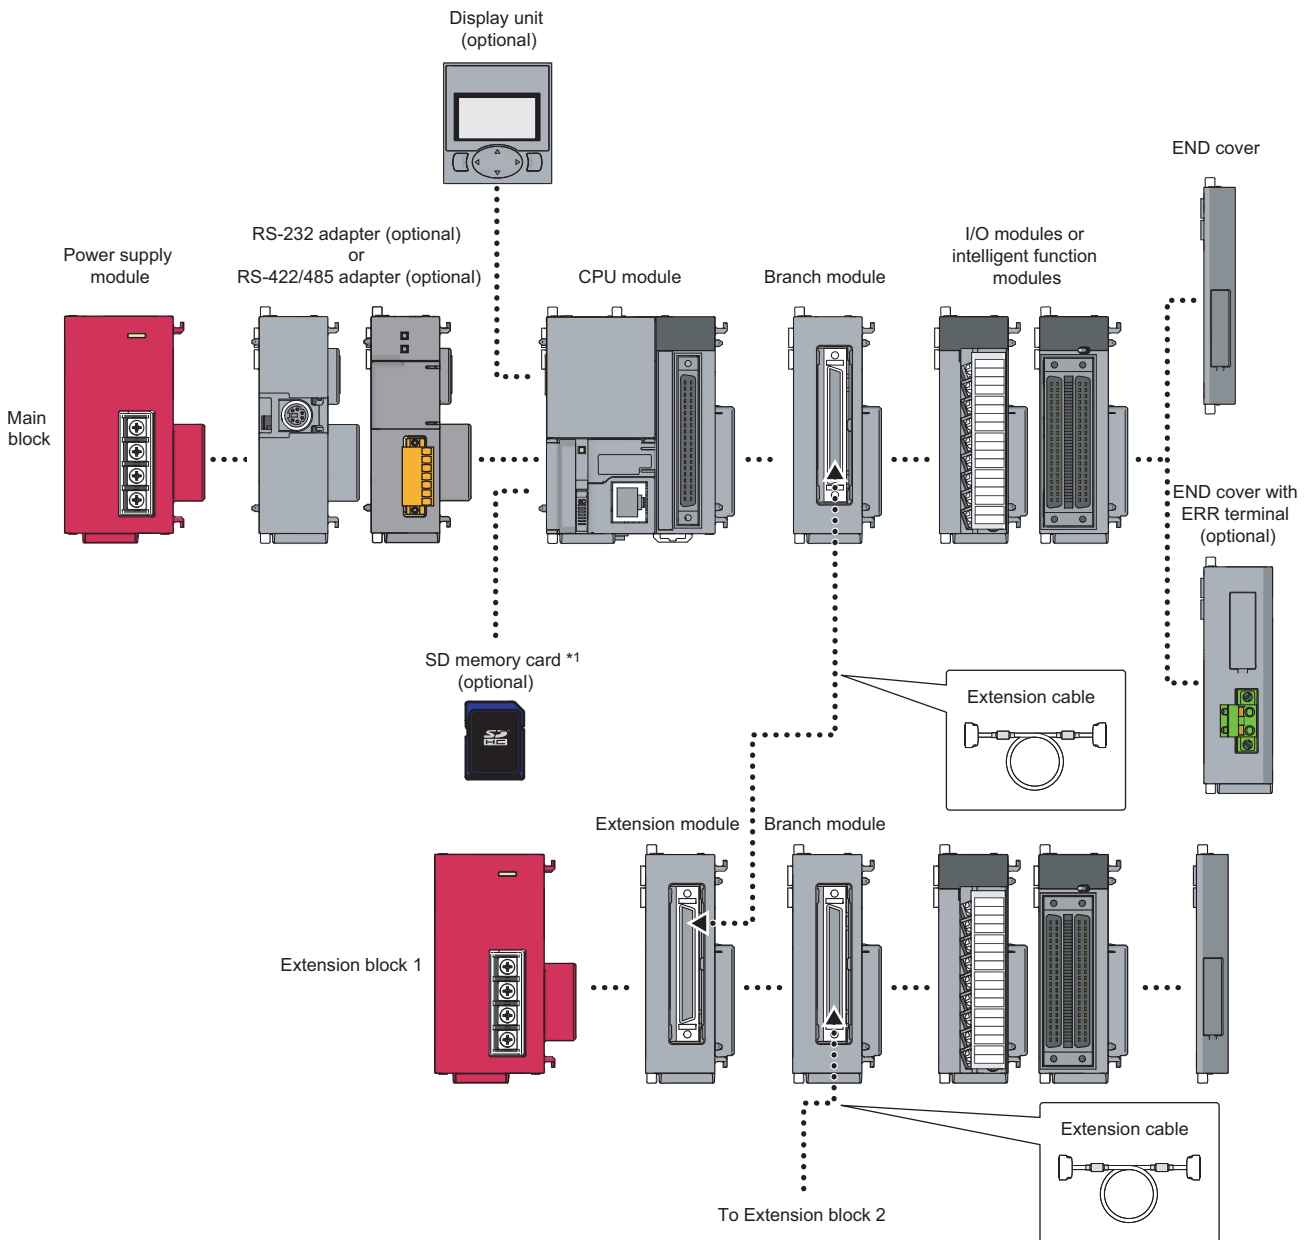 Display unit
(optional)
END cover
RS-232 adapter (optional)
or
RS-422/485 adapter (optional)
Power supply
module
CPU module
Branch module
I/O modules or
intelligent function
modules
Main
block
END cover with
ERR terminal
(optional)
SD memory card *1
(optional)
SD
HC
Extension cable
Extension module
Branch module
Extension block 1
Extension cable
To Extension block 2